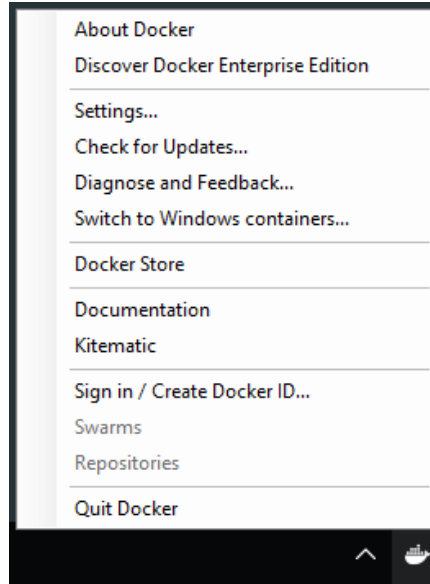 About Docker
Discover Docker Enterprise Edition
Settings...
Check for Updates...
Diagnose and Feedback...
Switch to Windows containers...
Docker Store
Documentation
Kitematic
Sign in / Create Docker ID...
Swarms
Repositories
Quit Docker